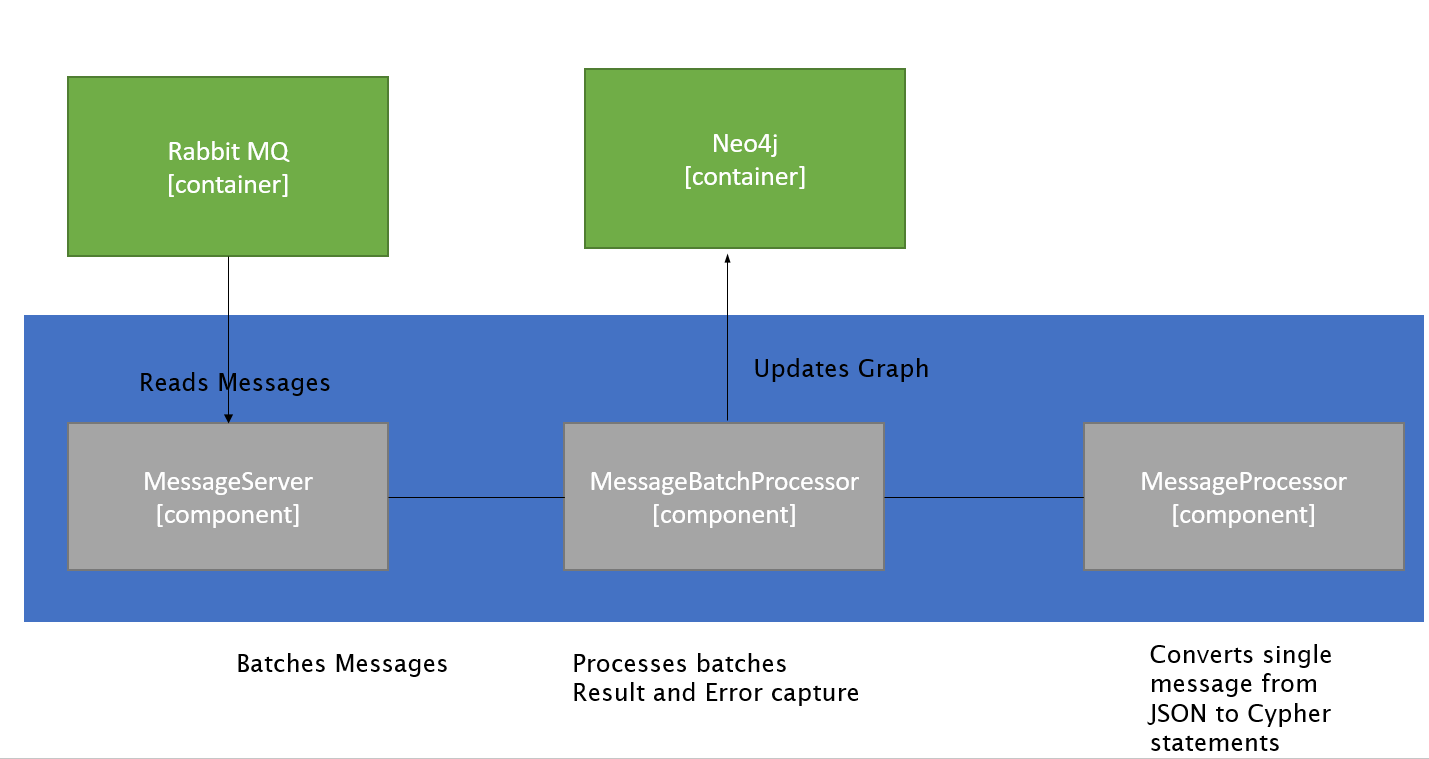 Rabbit MQ
[container]
Neo4j
[container]
Reads Messages
Updates Graph
MessageServer
[component]
MessageBatchProcessor
[component]
MessageProcessor
[component]
Batches Messages
Processes batches
Result and Error capture
Converts single
message from
JSON to Cypher
statements